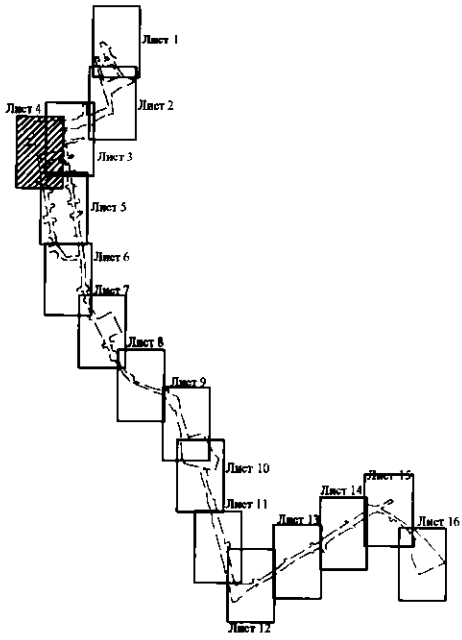 Лист 1
Лист 2
Лист 4
Лист 3
Лист 5
Лист 6
Лист 7
Лист 8
Лист 9
Лист 10
Лист 11
Лист 15
Лист 14
Лист 13
Лист 16
Лист 12